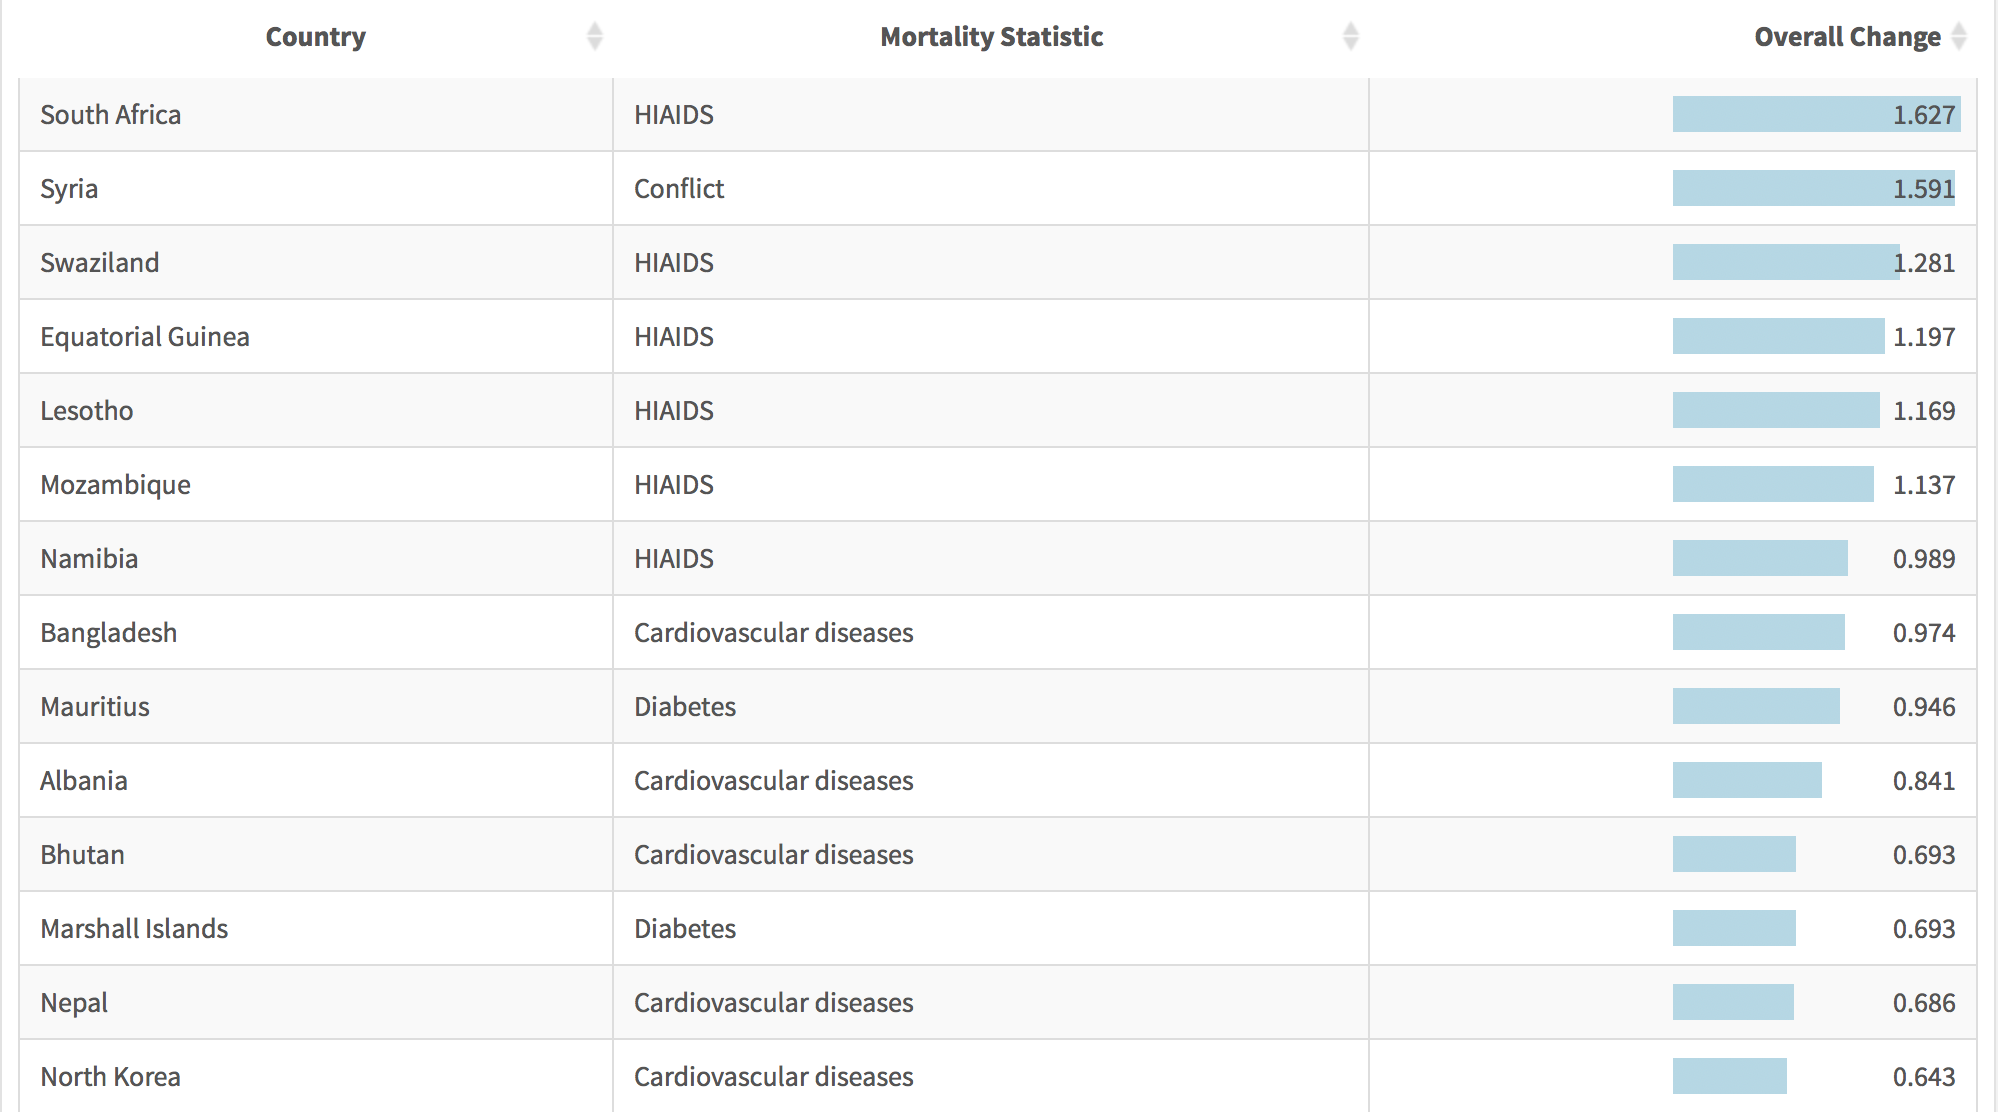 Country Mortality Statistic Overall Change
South Africa HIAIDS 1.627
Syria Conflict 1.591
Swaziland HIAIDS 1.281
Equatorial Guinea HIAIDS 1.197
Lesotho HIAIDS 1.169
Mozambique HIAIDS 1.137
Namibia HIAIDS 0.989
Bangladesh Cardiovascular diseases 0.974
Mauritius Diabetes 0.946
Albania Cardiovascular diseases 0.841
Bhutan Cardiovascular diseases 0.693
Marshall Islands Diabetes 0.693
Nepal Cardiovascular diseases 0.686
North Korea Cardiovascular diseases 0.643